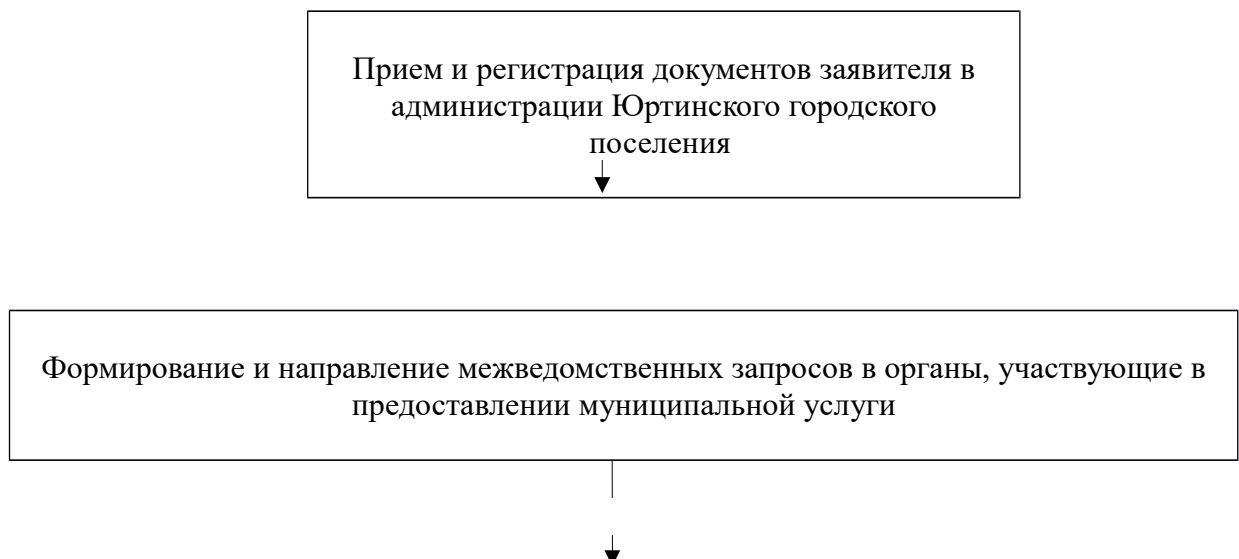 Прием и регистрация документов заявителя в
администрации Юртинского городского
поселения
Формирование и направление межведомственных запросов в органы, участвующие в
предоставлении муниципальной услуги